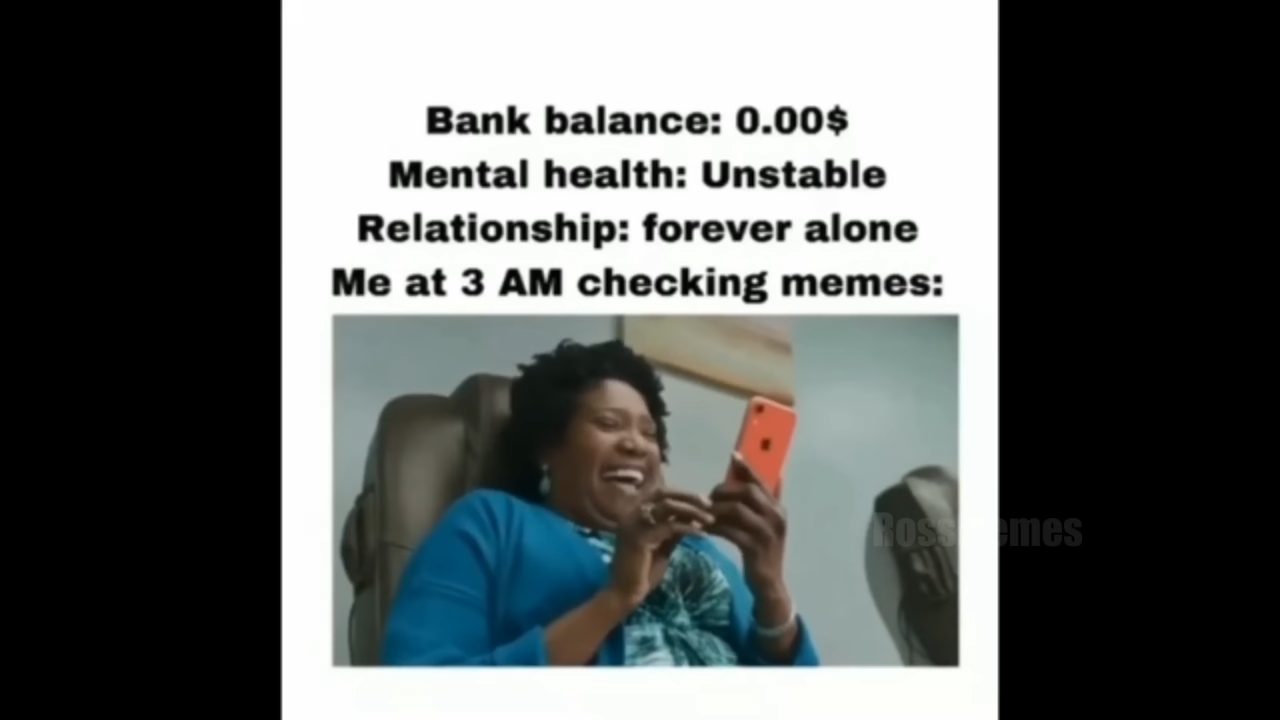 Bank balance: 0.00$
Mental health: Unstable
Relationship: forever alone
Me at 3 AM checking memes: